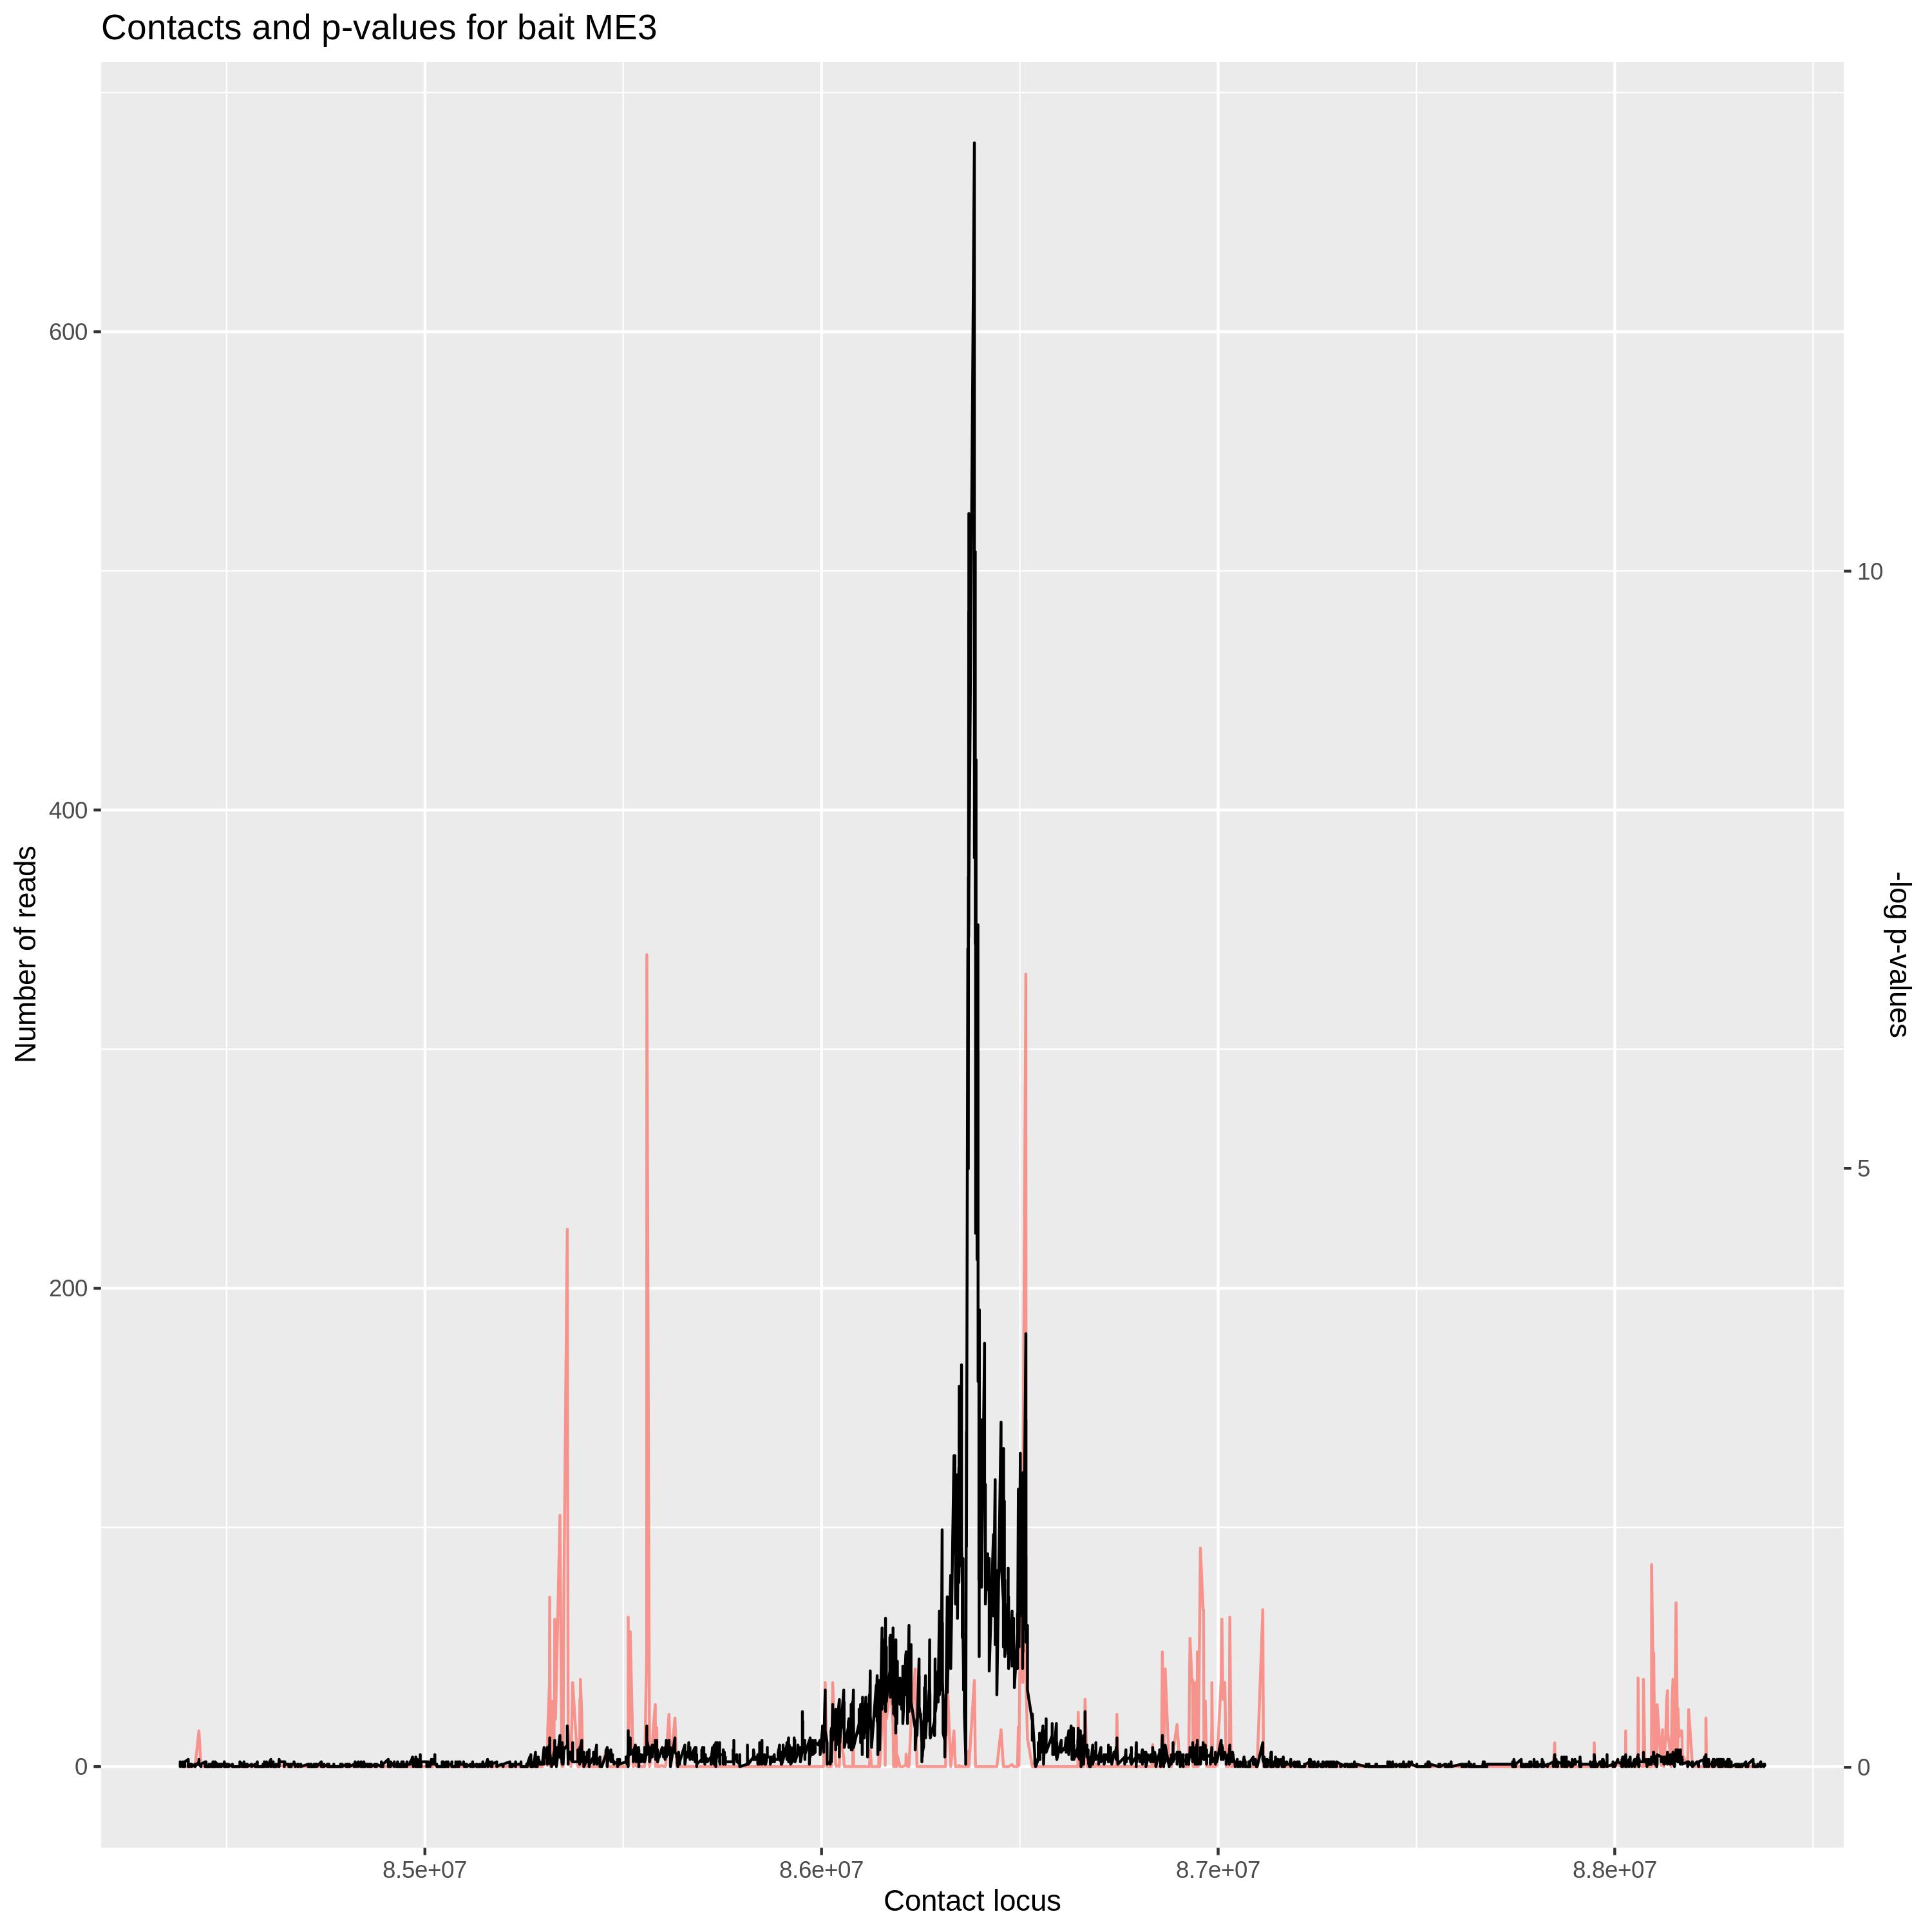 Contacts and p-values for bait ME3
Number of reads
600
400
200
0
10
5
0
-log p-values
8.5e+07
8.6e+07
8.7e+07
8.8e+07
Contact locus